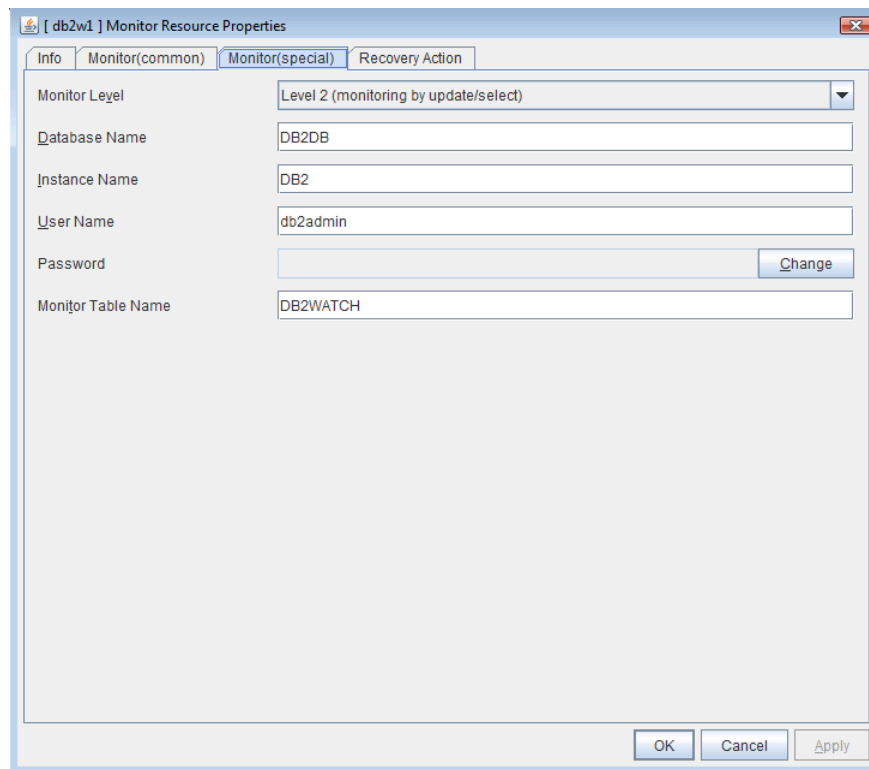 [ db2w1 ] Monitor Resource Properties
Info Monitor(common) Monitor(special) Recovery Action
Monitor Level Level 2 (monitoring by update/select)
Database Name DB2DB
Instance Name DB2
User Name db2admin
Password Change
Monitor Table Name DB2WATCH
OK Cancel Apply